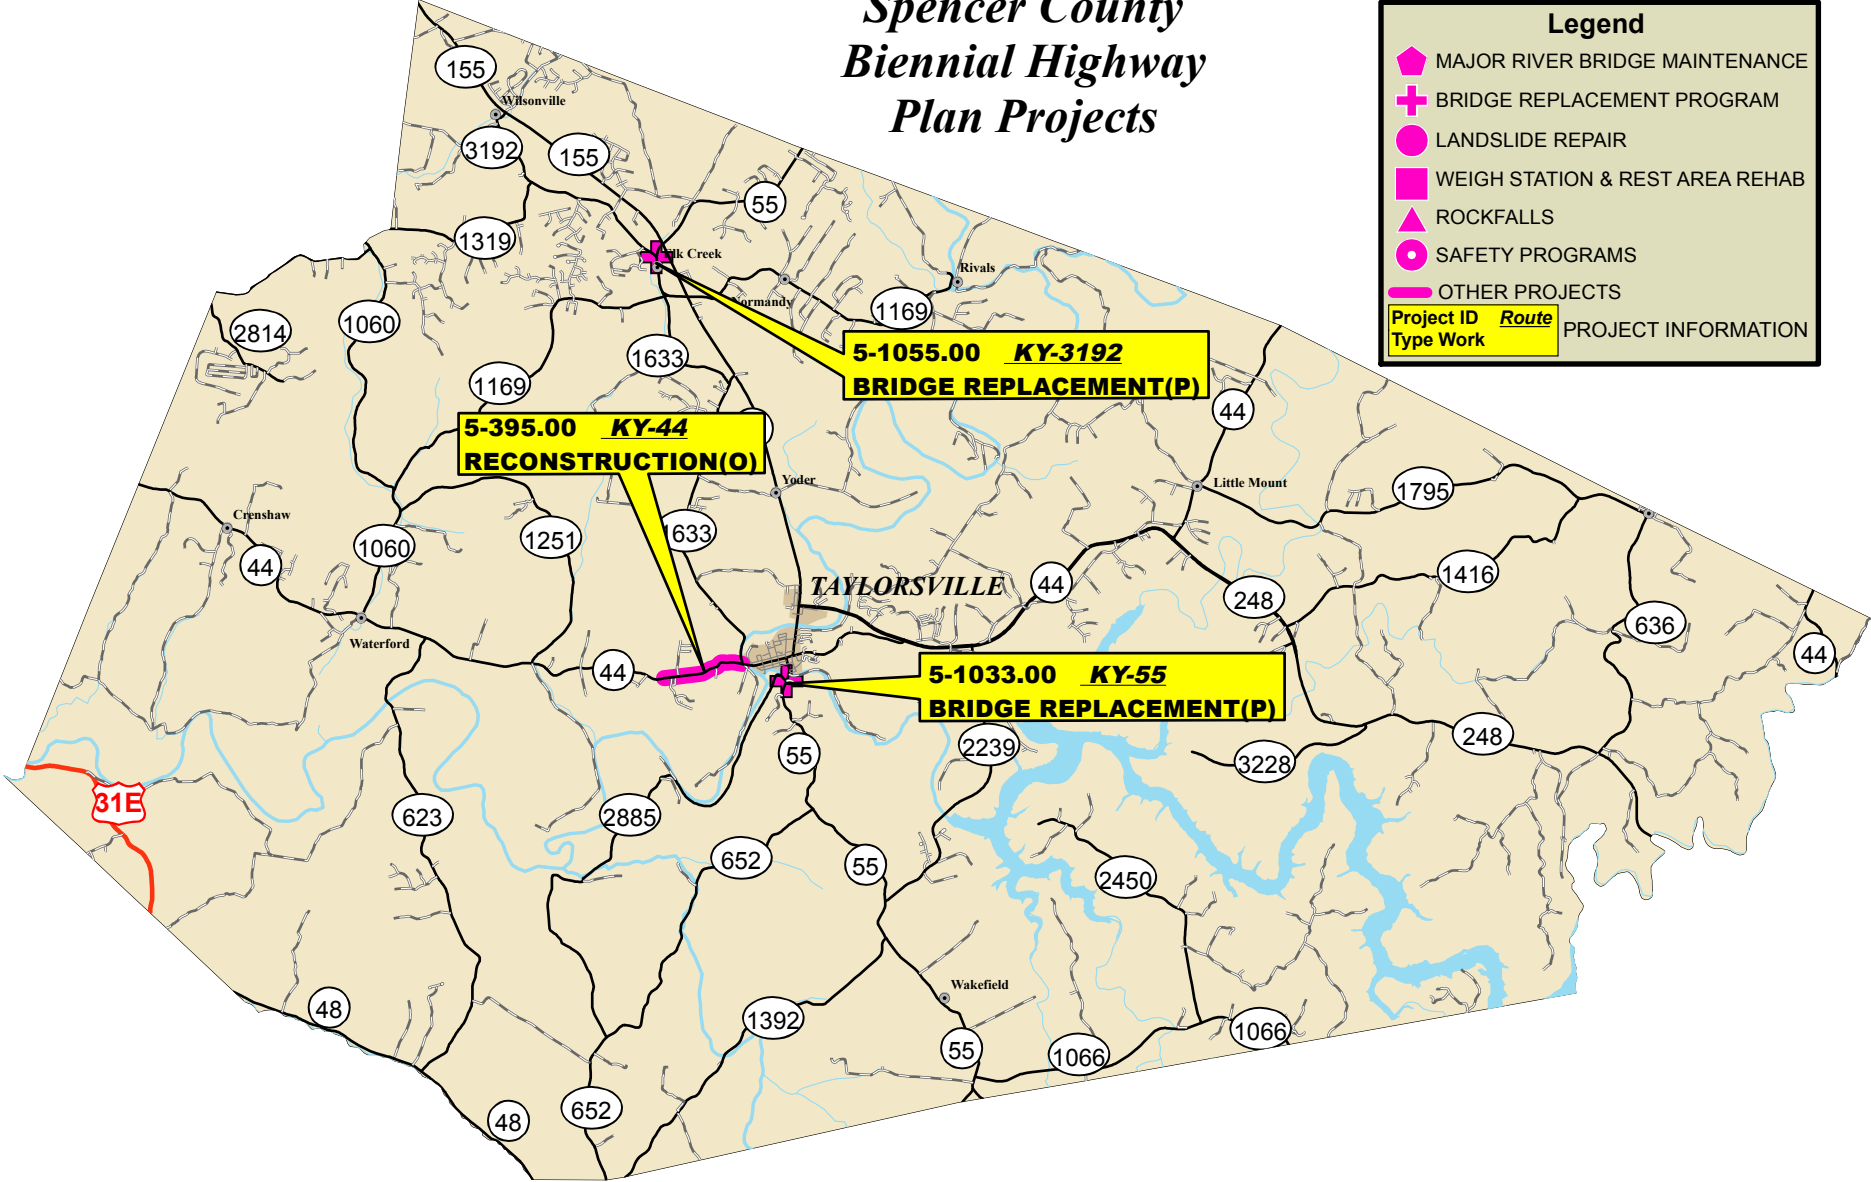 Spencer County
Biennial Highway
Plan Projects
Legend
MAJOR RIVER BRIDGE MAINTENANCE
BRIDGE REPLACEMENT PROGRAM
LANDSLIDE REPAIR
WEIGH STATION & REST AREA REHAB
ROCKFALLS
SAFETY PROGRAMS
OTHER PROJECTS
Project ID Route
Type Work
PROJECT INFORMATION
155
Wilsonville
3192
155
55
1319
Elk Creek
Rivals
Normandy
1169
2814
1060
1633
5-1055.00 KY-3192
BRIDGE REPLACEMENT(P)
1169
44
5-395.00 KY-44
RECONSTRUCTION(O)
Yoder
Little Mount
1795
Crenshaw
1633
1251
1060
44
TAYLORSVILLE
44
1416
248
636
Waterford
44
44
5-1033.00 KY-55
BRIDGE REPLACEMENT(P)
55
2239
248
3228
31E
623
2885
652
55
2450
Wakefield
48
1392
1066
55
1066
652
48